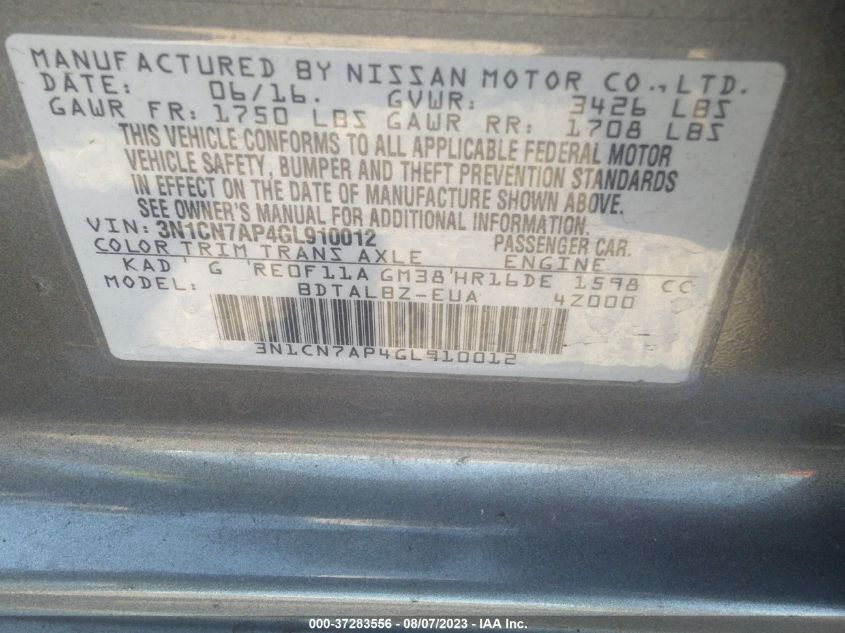 MANUFACTURED BY NISSAN MOTOR CO., LTD.
DATE: 06/16. GVWR: 3426 LBS
GAWR FR: 1750 LBS GAWR RR: 1708 LBS
THIS VEHICLE CONFORMS TO ALL APPLICABLE FEDERAL MOTOR
VEHICLE SAFETY, BUMPER AND THEFT PREVENTION STANDARDS
IN EFFECT ON THE DATE OF MANUFACTURE SHOWN ABOVE.
SEE OWNER'S MANUAL FOR ADDITIONAL INFORMATION.
VIN: 3N1CN7AP4GL910012 PASSENGER CAR.
COLOR TRIM TRANS AXLE ENGINE
KAD ' G 'RE0F11A GM38'HR16DE 1598 CC
MODEL: BDTALBZ-EUA 4Z000
3N1CN7AP4GL910012
000-37283556 - 08/07/2023 - IAA Inc.